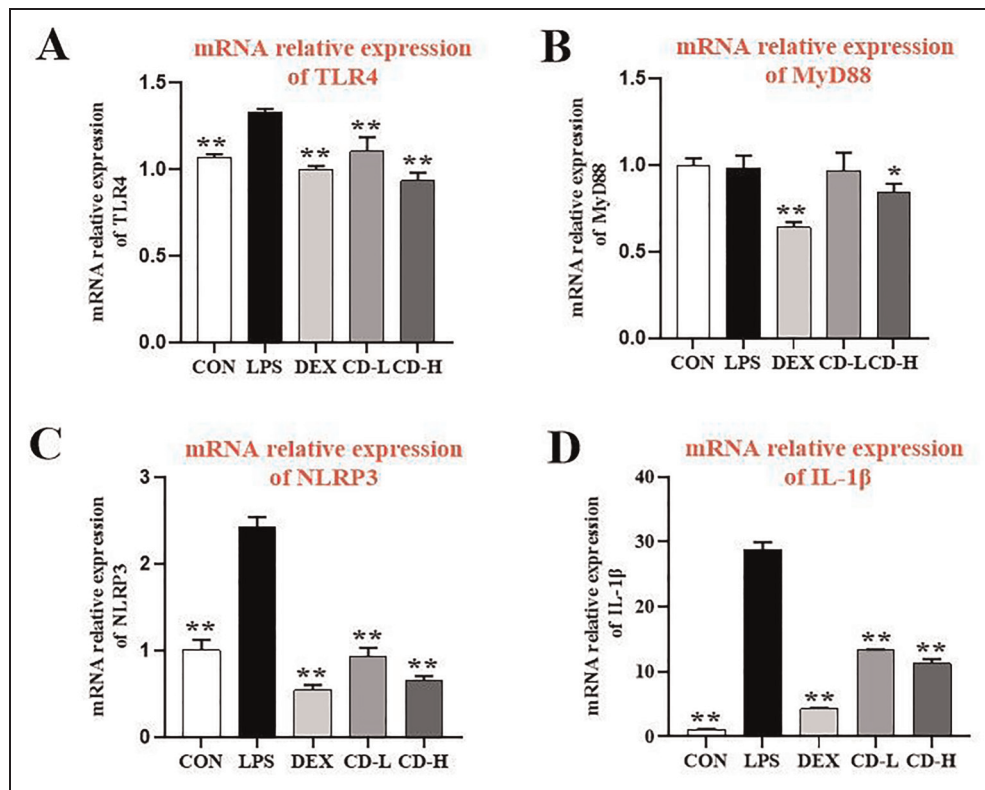 A
mRNA relative expression
of TLR4
mRNA relative expression
of TLR4
1.5
1.0
0.5
0.0
**
**
**
**
CON LPS DEX CD-L CD-H
B
mRNA relative expression
of MyD88
mRNA relative expression
of MyD88
1.5
1.0
0.5
0.0
**
*
CON LPS DEX CD-L CD-H
C
mRNA relative expression
of NLRP3
mRNA relative expression
of NLRP3
3
2
1
0
**
**
**
**
CON LPS DEX CD-L CD-H
D
mRNA relative expression
of IL-1β
mRNA relative expression
of IL-1β
40
30
20
10
0
**
**
**
**
CON LPS DEX CD-L CD-H